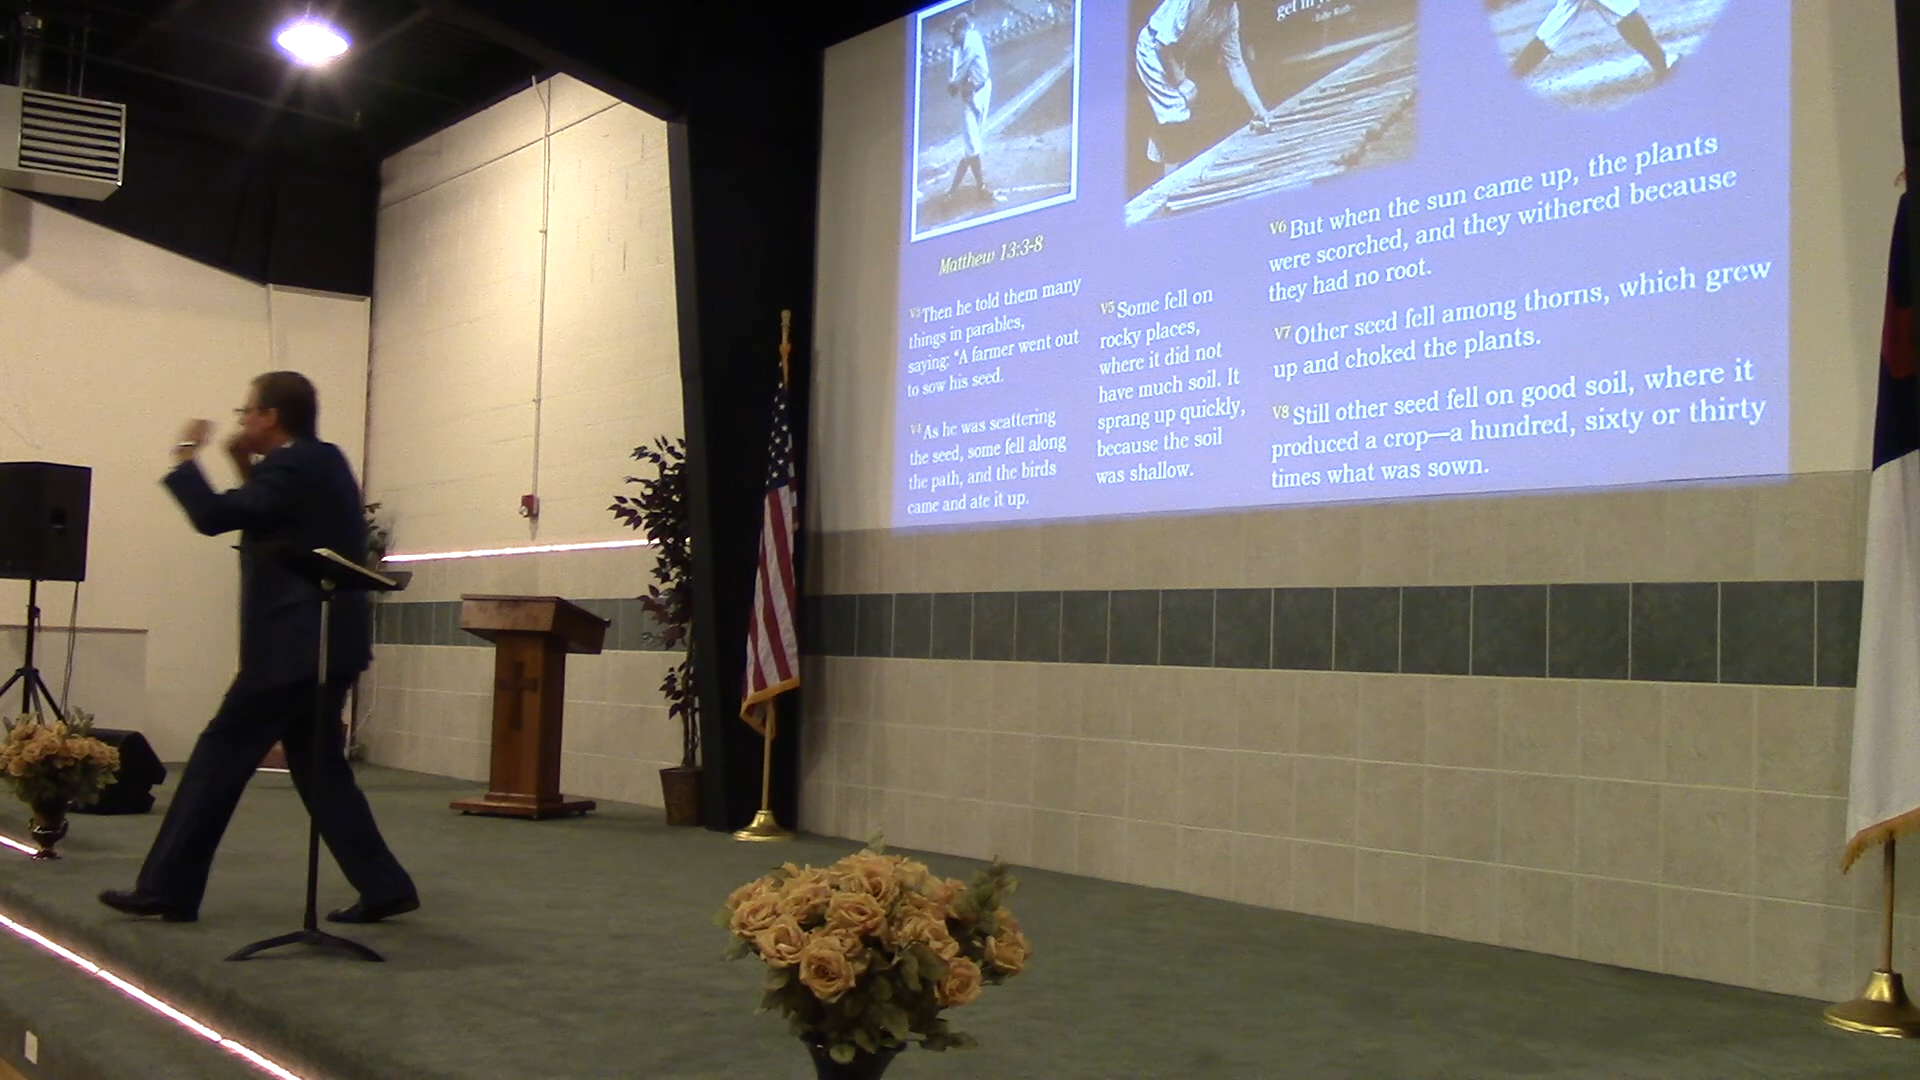 get in
- Babe Ruth -
Matthew 13:3-8
V3 Then he told them many
things in parables,
saying: “A farmer went out
to sow his seed.
V4 As he was scattering
the seed, some fell along
the path, and the birds
came and ate it up.
V5 Some fell on
rocky places,
where it did not
have much soil. It
sprang up quickly,
because the soil
was shallow.
V6 But when the sun came up, the plants
were scorched, and they withered because
they had no root.
V7 Other seed fell among thorns, which grew
up and choked the plants.
V8 Still other seed fell on good soil, where it
produced a crop—a hundred, sixty or thirty
times what was sown.